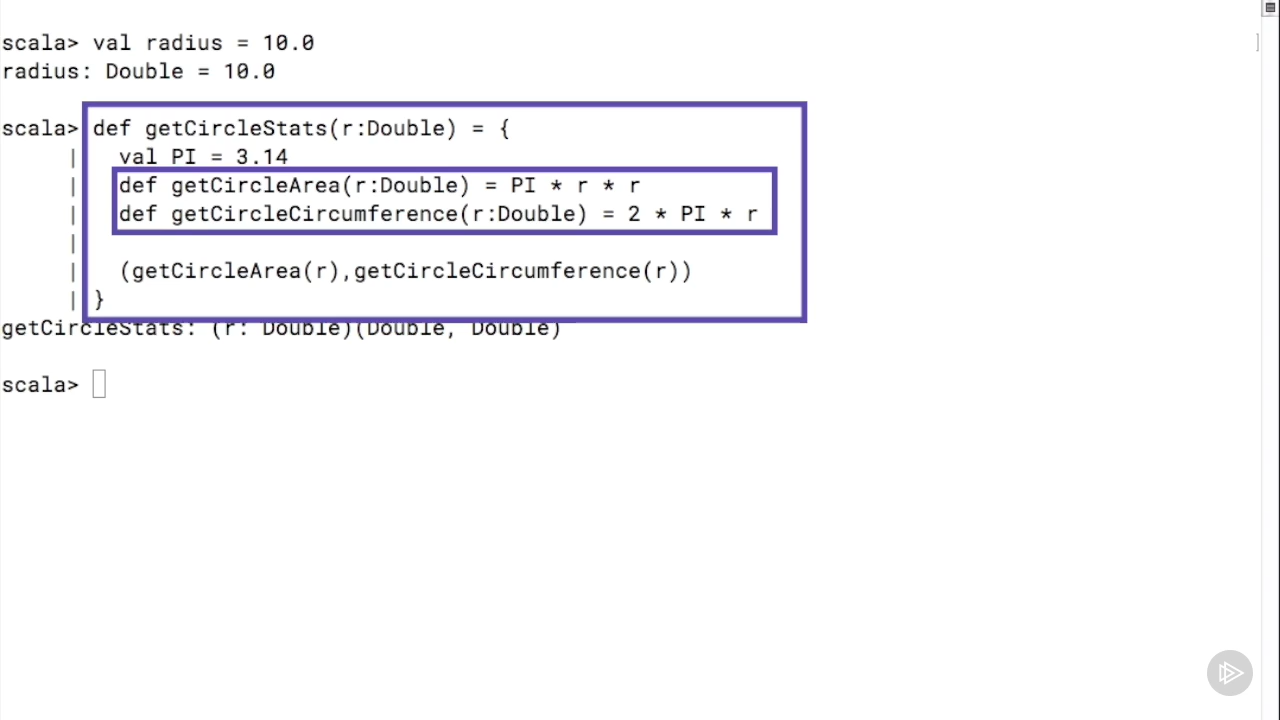 scala> val radius = 10.0
radius: Double = 10.0
scala> def getCircleStats(r:Double) = {
| val PI = 3.14
| def getCircleArea(r:Double) = PI * r * r
| def getCircleCircumference(r:Double) = 2 * PI * r
|
| (getCircleArea(r),getCircleCircumference(r))
| }
getCircleStats: (r: Double)(Double, Double)
scala>